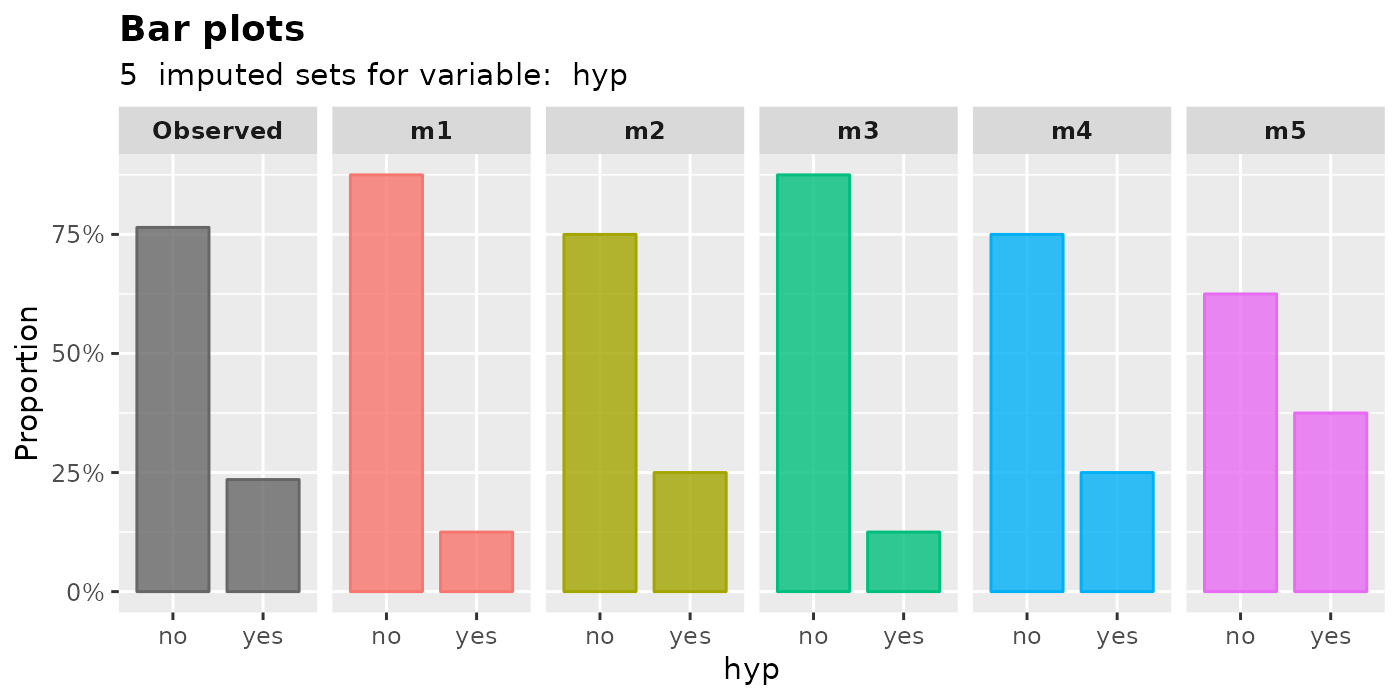 Bar plots
5  imputed sets for variable:  hyp
Observed m1 m2 m3 m4 m5
Proportion
75%
50%
25%
0%
no yes no yes no yes no yes no yes no yes
hyp